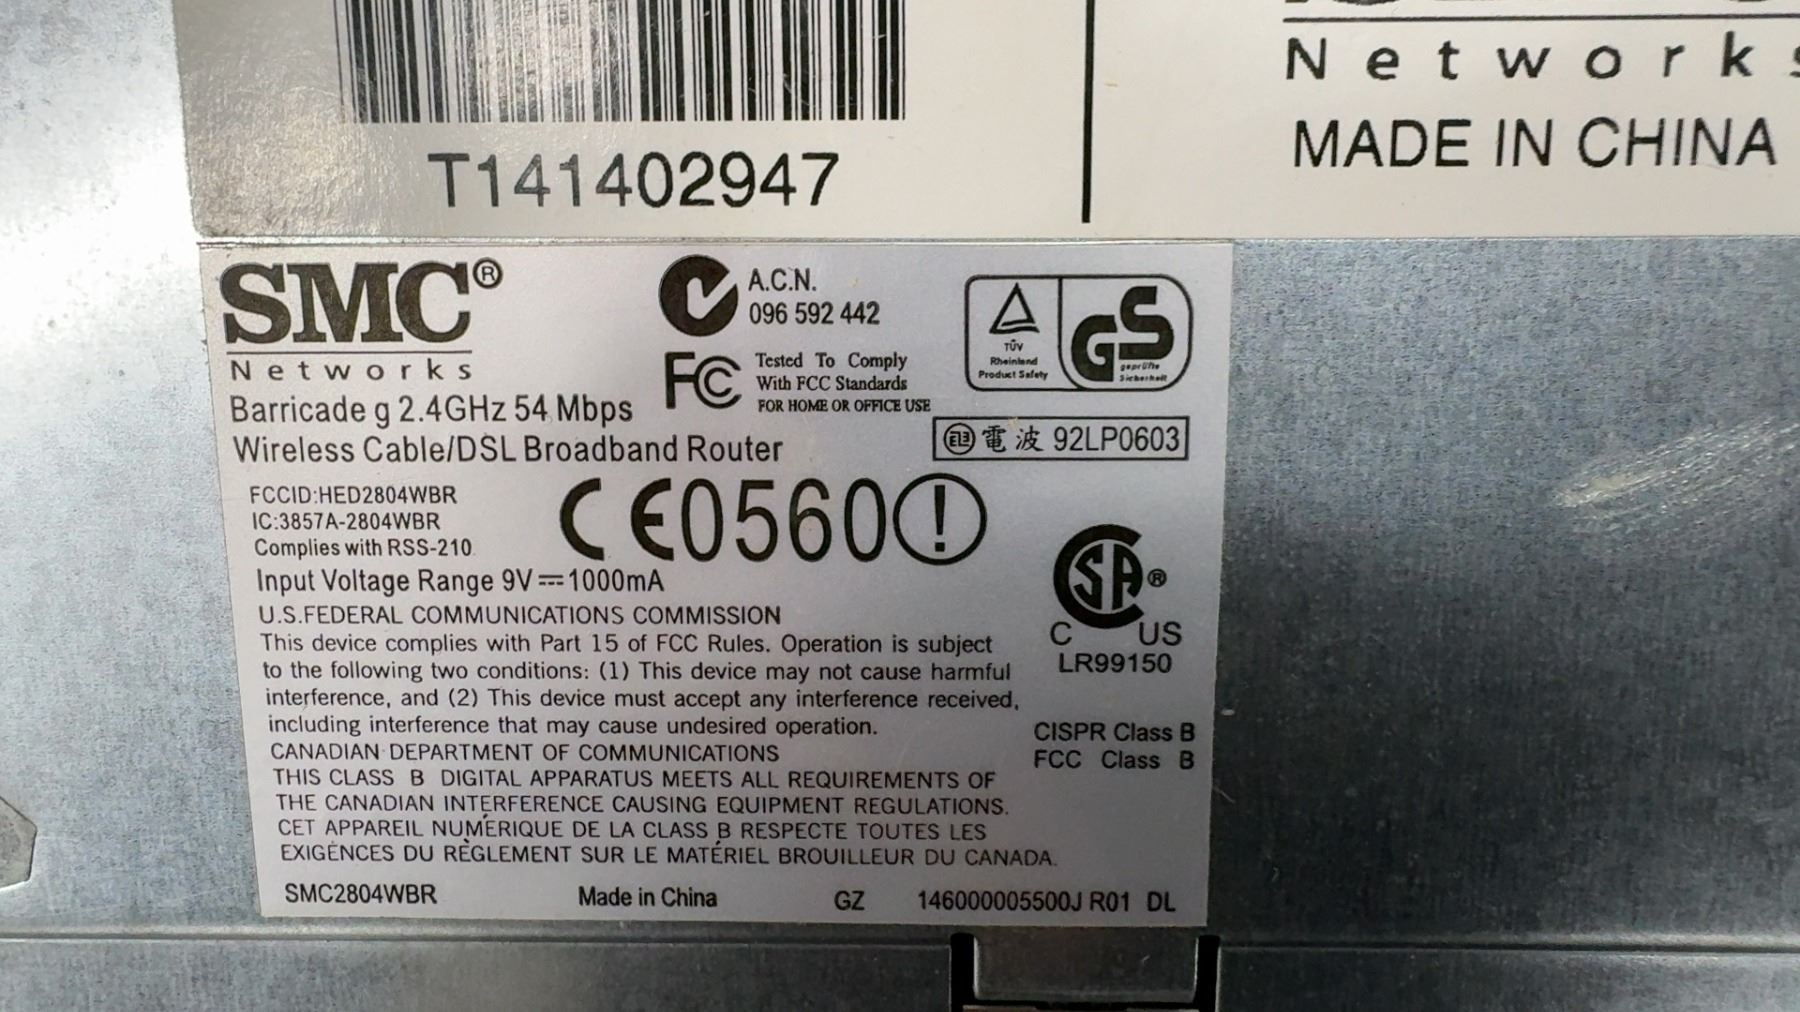 T141402947
Networks
MADE IN CHINA
SMC®
Networks
Barricade g 2.4GHz 54 Mbps
Wireless Cable/DSL Broadband Router
A.C.N.
096 592 442
FC Tested To Comply
With FCC Standards
FOR HOME OR OFFICE USE
TÜV
Rheinland
Product Safety
GS
geprüfte
Sicherheit
電波 92LP0603
FCCID:HED2804WBR
IC:3857A-2804WBR
Complies with RSS-210
CE0560!
Input Voltage Range 9V⎓1000mA
SA®
C US
LR99150
U.S.FEDERAL COMMUNICATIONS COMMISSION
This device complies with Part 15 of FCC Rules. Operation is subject
to the following two conditions: (1) This device may not cause harmful
interference, and (2) This device must accept any interference received,
including interference that may cause undesired operation.
CISPR Class B
FCC Class B
CANADIAN DEPARTMENT OF COMMUNICATIONS
THIS CLASS B DIGITAL APPARATUS MEETS ALL REQUIREMENTS OF
THE CANADIAN INTERFERENCE CAUSING EQUIPMENT REGULATIONS.
CET APPAREIL NUMÉRIQUE DE LA CLASS B RESPECTE TOUTES LES
EXIGÉNCES DU RÈGLEMENT SUR LE MATÉRIEL BROUILLEUR DU CANADA.
SMC2804WBR Made in China GZ 146000005500J R01 DL